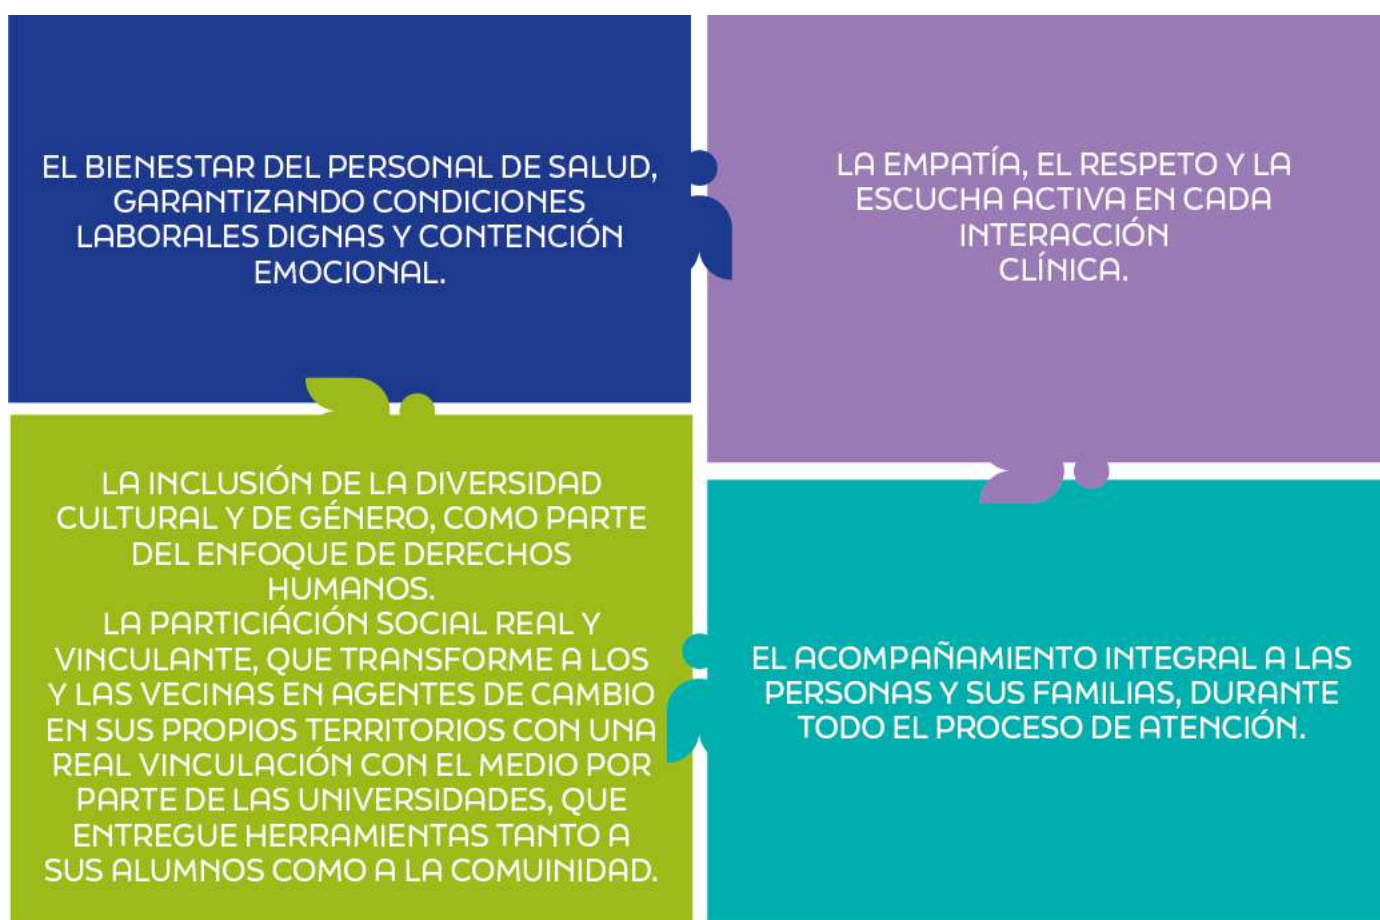 EL BIENESTAR DEL PERSONAL DE SALUD,
GARANTIZANDO CONDICIONES
LABORALES DIGNAS Y CONTENCIÓN
EMOCIONAL.
LA EMPATÍA, EL RESPETO Y LA
ESCUCHA ACTIVA EN CADA
INTERACCIÓN
CLÍNICA.
LA INCLUSIÓN DE LA DIVERSIDAD
CULTURAL Y DE GÉNERO, COMO PARTE
DEL ENFOQUE DE DERECHOS
HUMANOS.
LA PARTICIÁCIÓN SOCIAL REAL Y
VINCULANTE, QUE TRANSFORME A LOS
Y LAS VECINAS EN AGENTES DE CAMBIO
EN SUS PROPIOS TERRITORIOS CON UNA
REAL VINCULACIÓN CON EL MEDIO POR
PARTE DE LAS UNIVERSIDADES, QUE
ENTREGUE HERRAMIENTAS TANTO A
SUS ALUMNOS COMO A LA COMUINIDAD.
EL ACOMPAÑAMIENTO INTEGRAL A LAS
PERSONAS Y SUS FAMILIAS, DURANTE
TODO EL PROCESO DE ATENCIÓN.